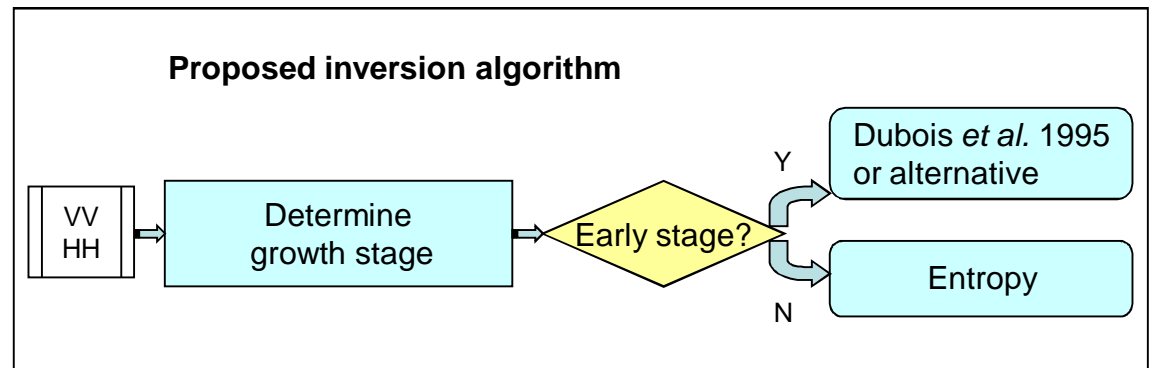 Proposed inversion algorithm
VV
HH
Determine
growth stage
Early stage?
Y
Dubois et al. 1995
or alternative
N
Entropy